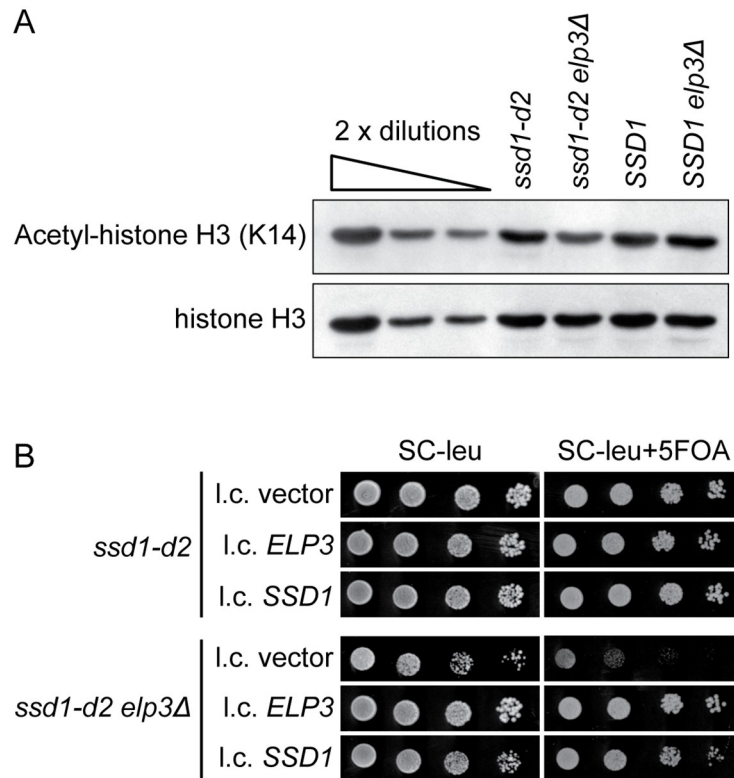 A
2 x dilutions
ssd1-d2
ssd1-d2 elp3Δ
SSD1
SSD1 elp3Δ
Acetyl-histone H3 (K14)
histone H3
B
SC-leu
SC-leu+5FOA
ssd1-d2
l.c. vector
l.c. ELP3
l.c. SSD1
ssd1-d2 elp3Δ
l.c. vector
l.c. ELP3
l.c. SSD1